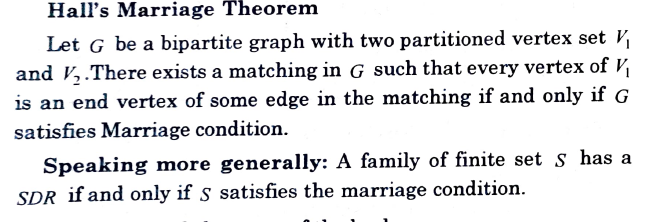 Hall's Marriage Theorem
Let G be a bipartite graph with two partitioned vertex set V₁
and V₂.There exists a matching in G such that every vertex of V₁
is an end vertex of some edge in the matching if and only if G
satisfies Marriage condition.
Speaking more generally: A family of finite set S has a
SDR if and only if S satisfies the marriage condition.